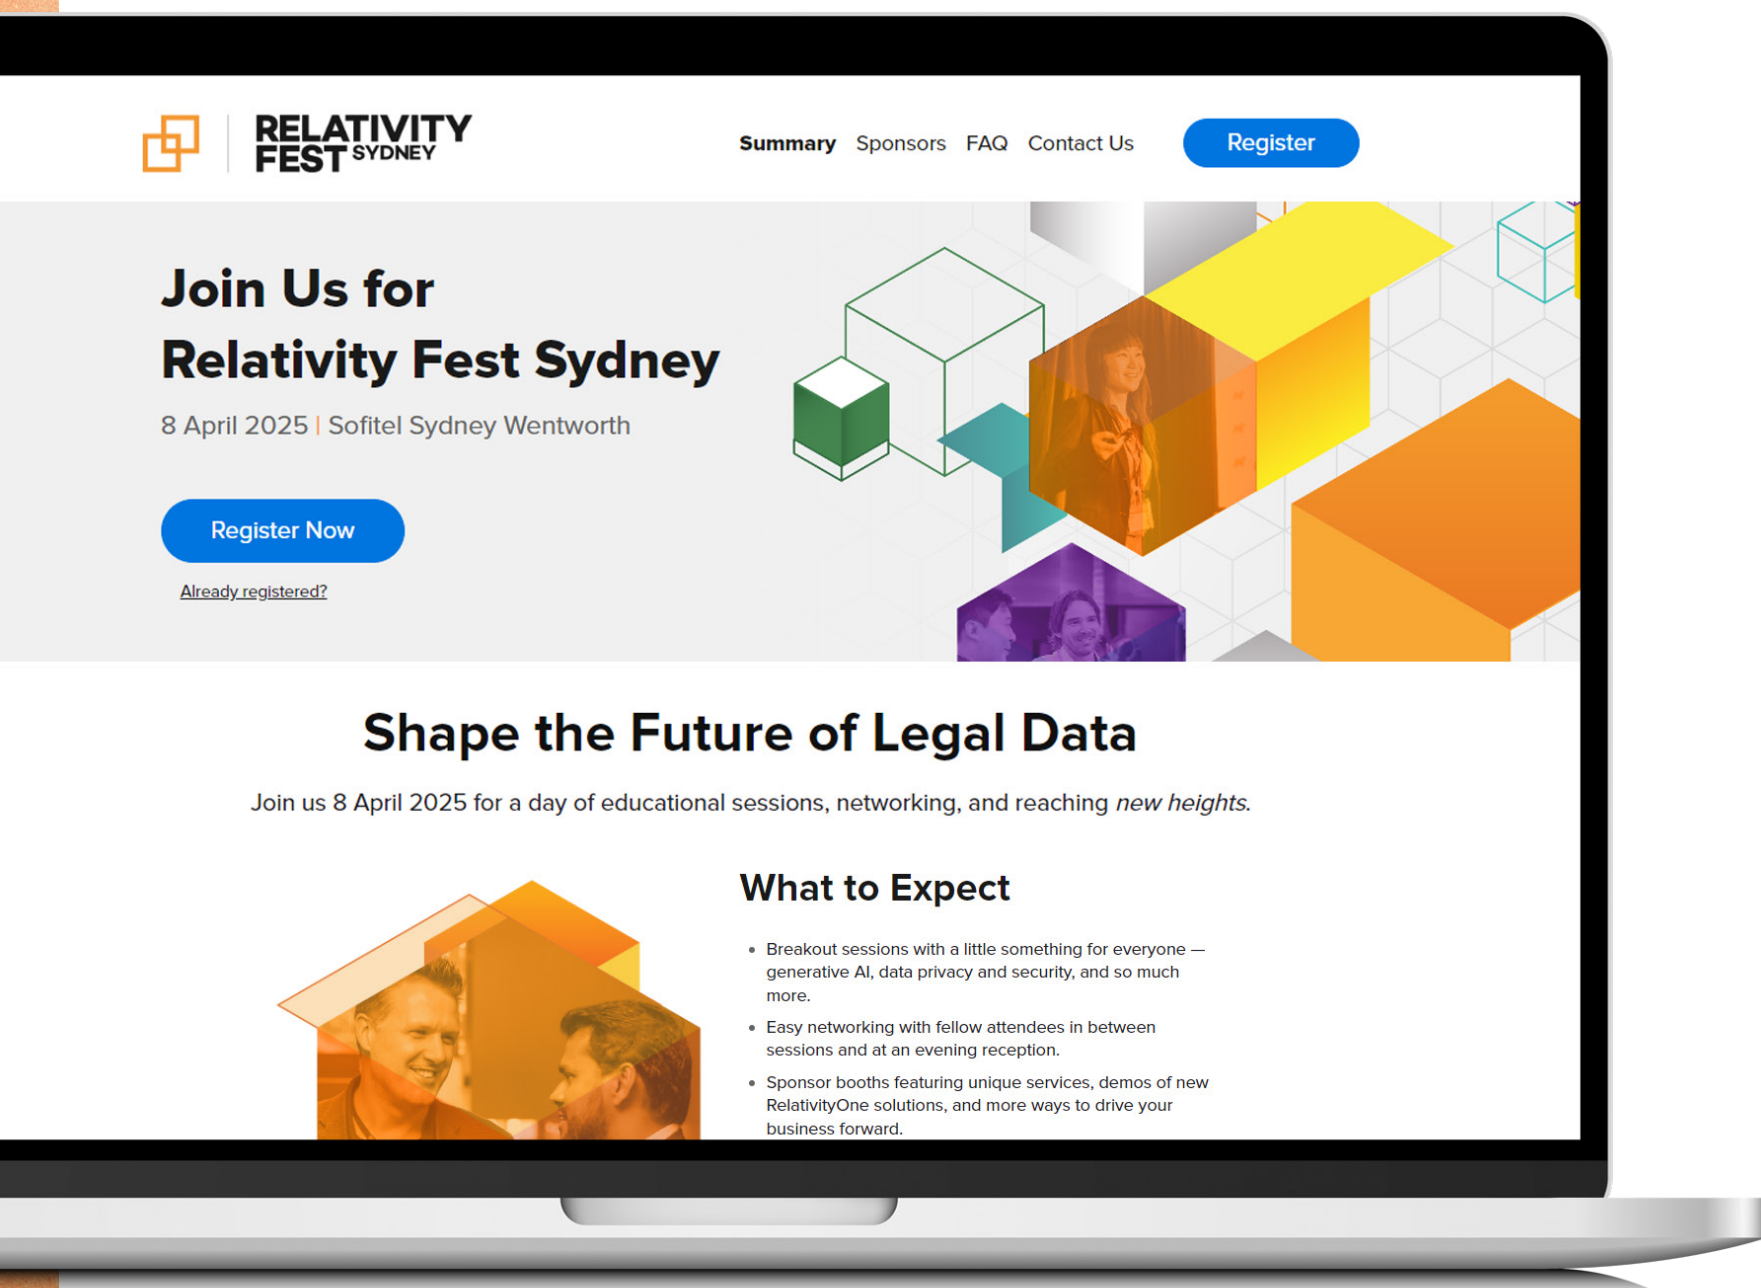 RELATIVITY
FEST SYDNEY
Summary Sponsors FAQ Contact Us Register
Join Us for
Relativity Fest Sydney
8 April 2025 | Sofitel Sydney Wentworth
Register Now
Already registered?
Shape the Future of Legal Data
Join us 8 April 2025 for a day of educational sessions, networking, and reaching new heights.
What to Expect
• Breakout sessions with a little something for everyone —
generative AI, data privacy and security, and so much
more.
• Easy networking with fellow attendees in between
sessions and at an evening reception.
• Sponsor booths featuring unique services, demos of new
RelativityOne solutions, and more ways to drive your
business forward.